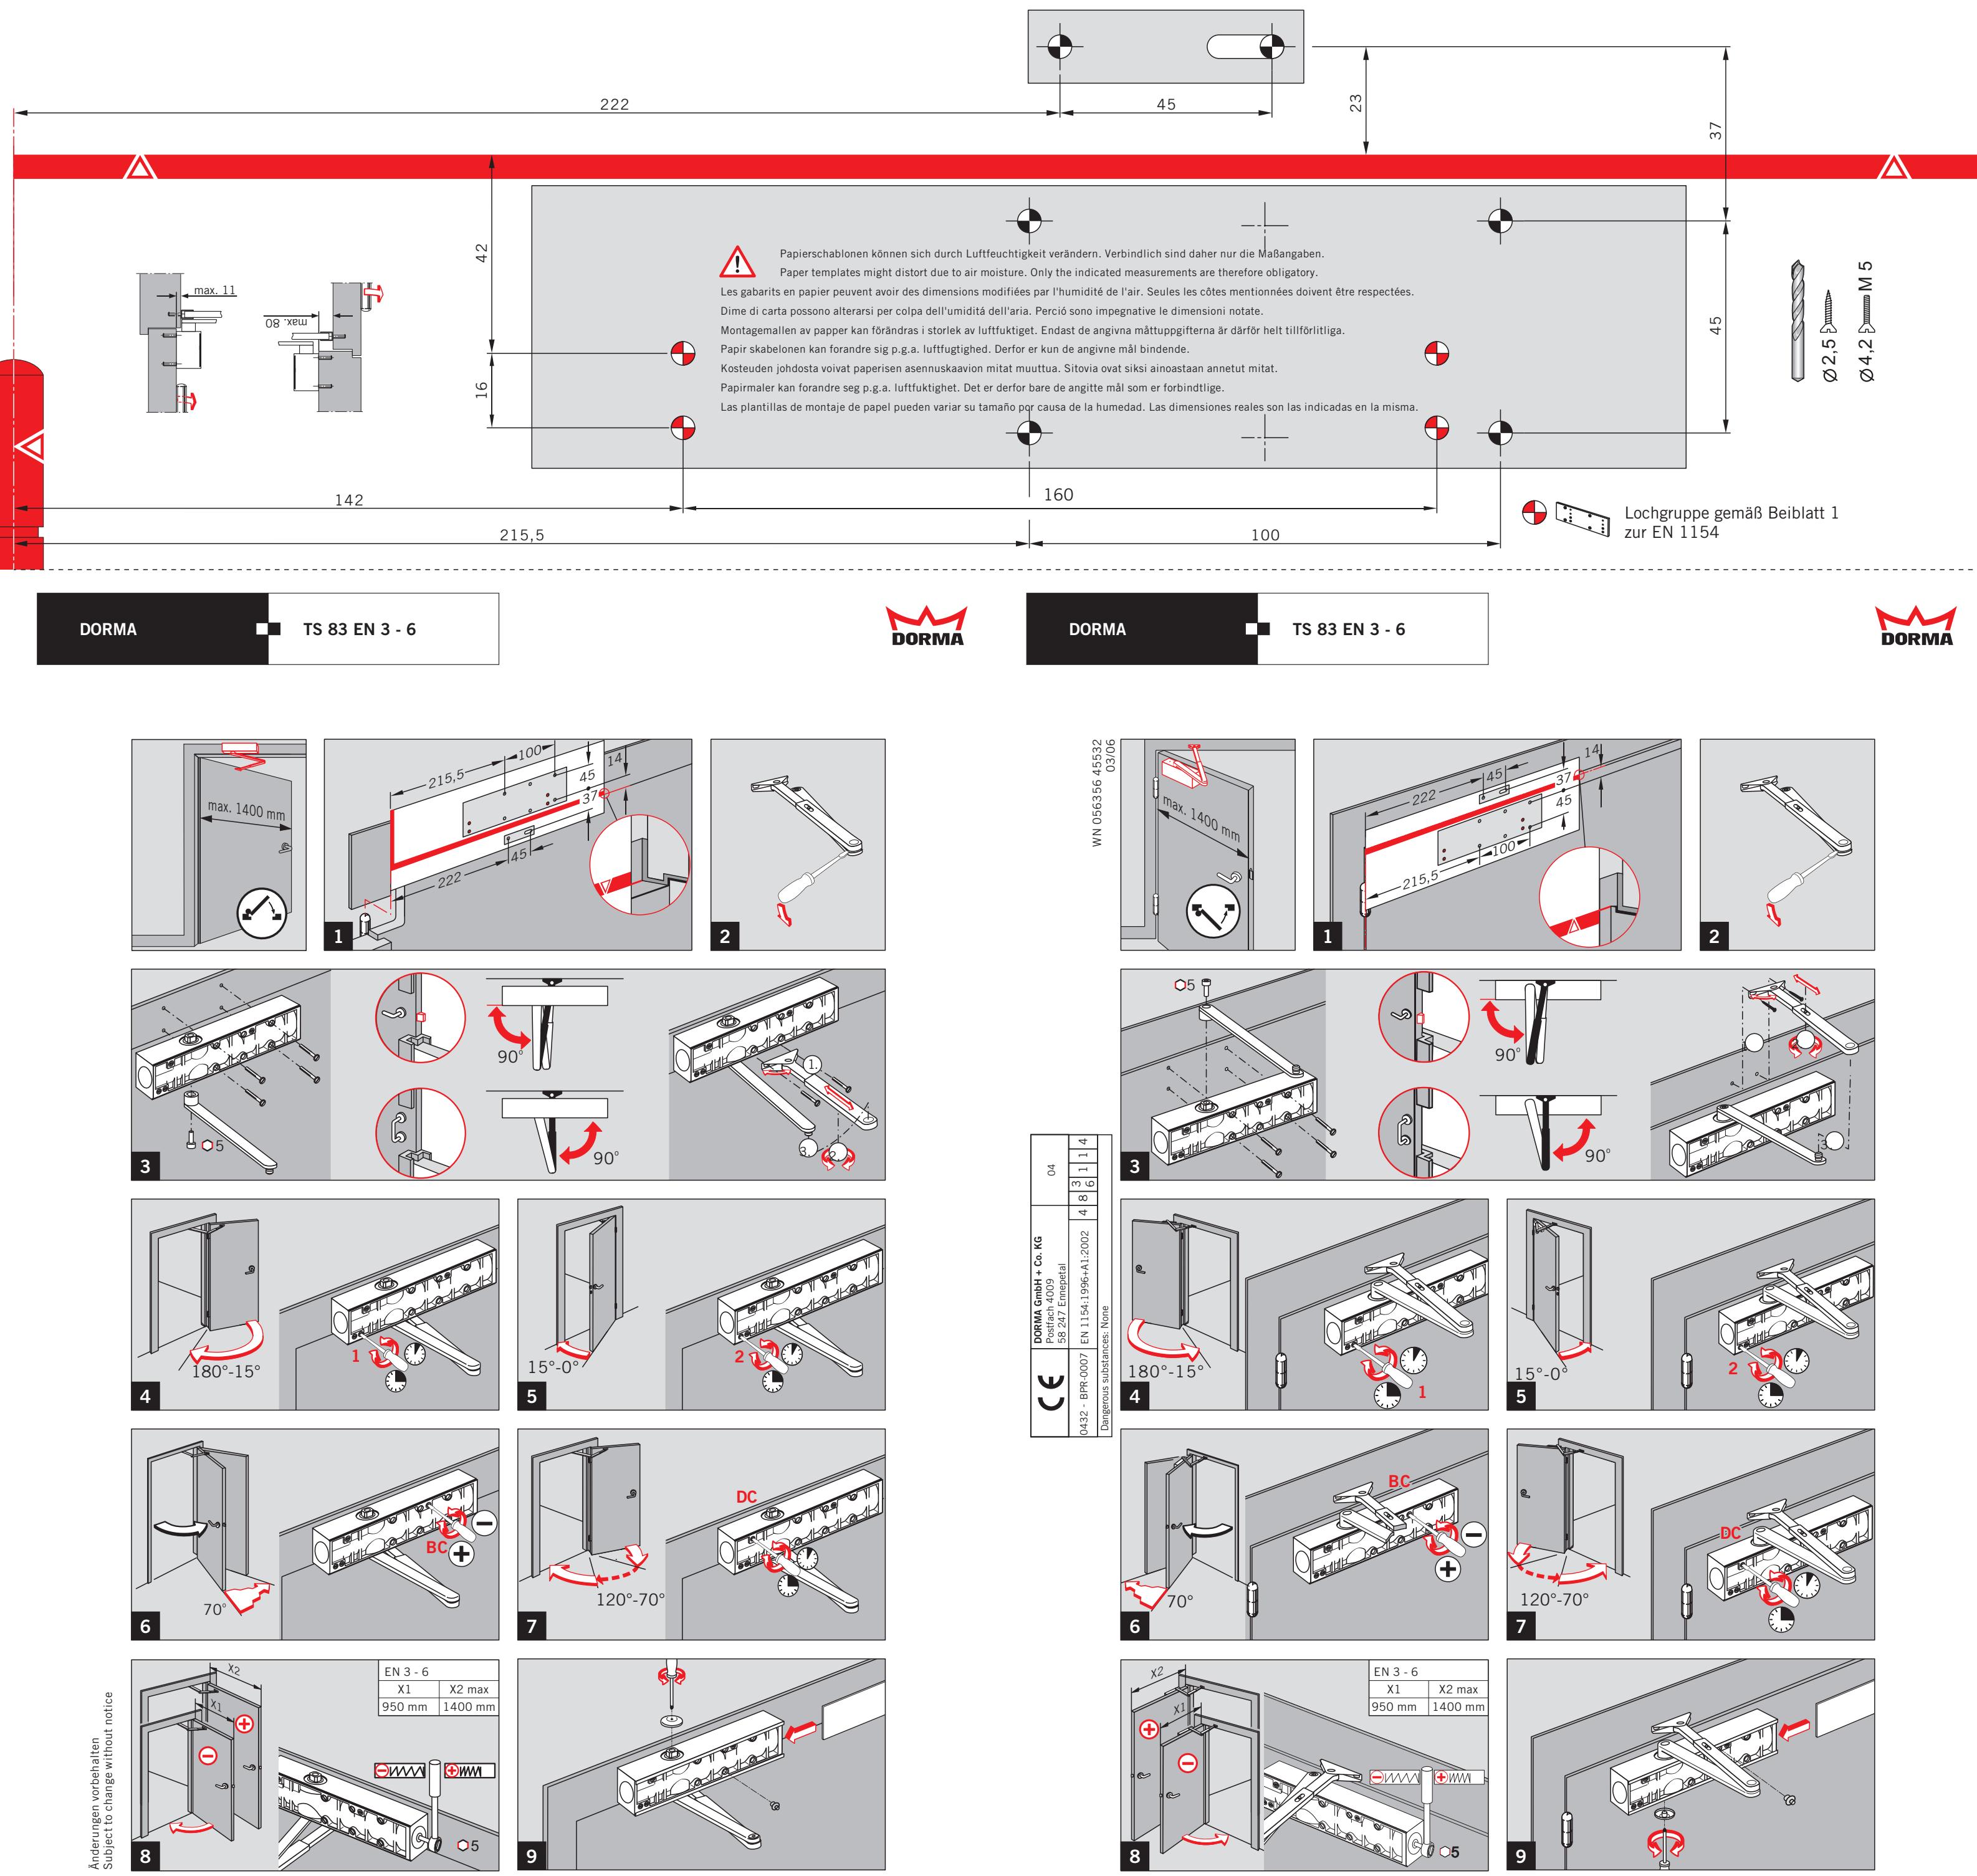 222
45
23
37
42
16
max. 11
max. 80
Papierschablonen können sich durch Luftfeuchtigkeit verändern. Verbindlich sind daher nur die Maßangaben.
Paper templates might distort due to air moisture. Only the indicated measurements are therefore obligatory.
Les gabarits en papier peuvent avoir des dimensions modifiées par l'humidité de l'air. Seules les côtes mentionnées doivent être respectées.
Dime di carta possono alterarsi per colpa dell'umiditá dell'aria. Perció sono impegnative le dimensioni notate.
Montagemallen av papper kan förändras i storlek av luftfuktiget. Endast de angivna måttuppgifterna är därför helt tillförlitliga.
Papir skabelonen kan forandre sig p.g.a. luftfugtighed. Derfor er kun de angivne mål bindende.
Kosteuden johdosta voivat paperisen asennuskaavion mitat muuttua. Sitovia ovat siksi ainoastaan annetut mitat.
Papirmaler kan forandre seg p.g.a. luftfuktighet. Det er derfor bare de angitte mål som er forbindtlige.
Las plantillas de montaje de papel pueden variar su tamaño por causa de la humedad. Las dimensiones reales son las indicadas en la misma.
45
Ø 2,5
Ø 4,2 M 5
142
160
215,5
100
Lochgruppe gemäß Beiblatt 1
zur EN 1154
DORMA
TS 83 EN 3 - 6
DORMA
DORMA
TS 83 EN 3 - 6
DORMA
max. 1400 mm
215,5
100
14
45
37
45
222
1
2
90°
90°
5
1.
3.
2.
3
180°-15°
1
4
15°-0°
2
5
70°
BC
6
DC
120°-70°
7
X2
X1
EN 3 - 6
X1 X2 max
950 mm 1400 mm
5
8
9
Änderungen vorbehalten
Subject to change without notice
WN 056356 45532
03/06
max. 1400 mm
222
45
14
37
45
100
215,5
1
2
5
90°
90°
3
04
DORMA GmbH + Co. KG
Postfach 4009
58 247 Ennepetal
CE
0432 - BPR-0007
EN 1154:1996+A1:2002
4 8 3 6 1 1 4
Dangerous substances: None
180°-15°
1
4
15°-0°
2
5
BC
70°
6
DC
120°-70°
7
X2
X1
EN 3 - 6
X1 X2 max
950 mm 1400 mm
5
8
9